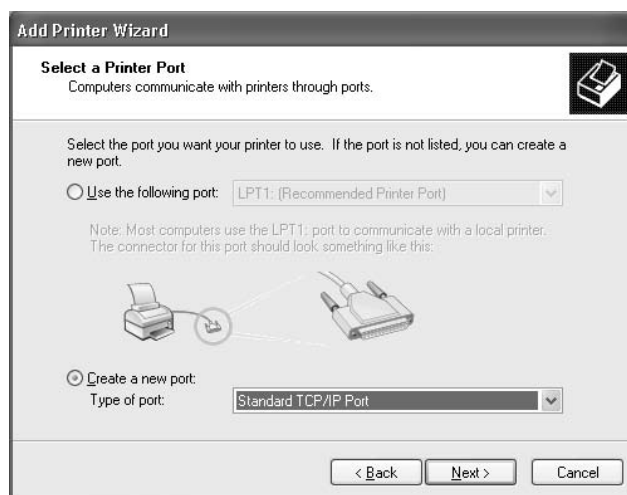 Add Printer Wizard
Select a Printer Port
Computers communicate with printers through ports.
Select the port you want your printer to use. If the port is not listed, you can create a
new port.
Use the following port: LPT1: (Recommended Printer Port)
Note: Most computers use the LPT1: port to communicate with a local printer.
The connector for this port should look something like this:
Create a new port:
Type of port: Standard TCP/IP Port
< Back Next > Cancel